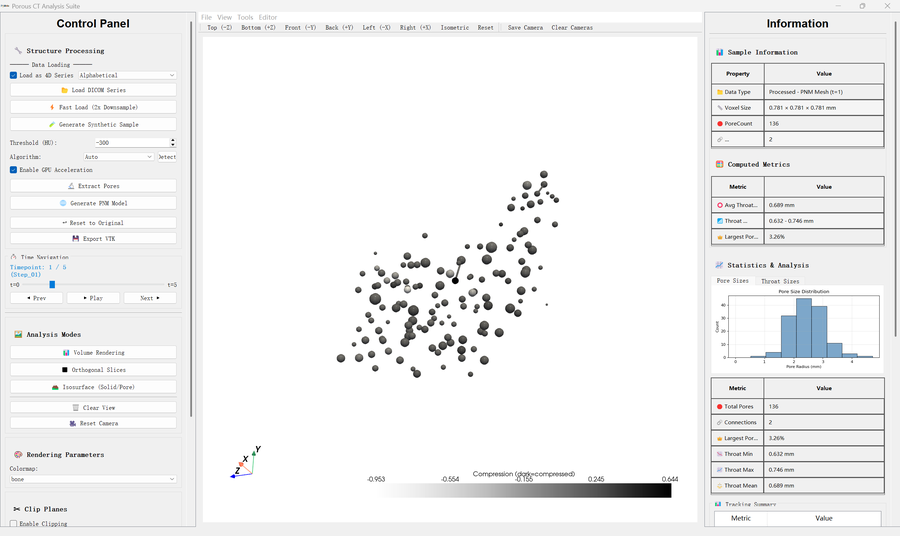 Porous CT Analysis Suite
Control Panel
Structure Processing
Data Loading
Load as 4D Series Alphabetical
Load DICOM Series
Fast Load (2x Downsample)
Generate Synthetic Sample
Threshold (HU): -300
Algorithm: Auto Detect
Enable GPU Acceleration
Extract Pores
Generate PNM Model
Reset to Original
Export VTK
Time Navigation
Timepoint: 1 / 5
(Step_01)
t=0 t=5
Prev Play Next
Analysis Modes
Volume Rendering
Orthogonal Slices
Isosurface (Solid/Pore)
Clear View
Reset Camera
Rendering Parameters
Colormap:
bone
Clip Planes
Enable Clipping
File View Tools Editor
Top (-Z) Bottom (+Z) Front (-Y) Back (+Y) Left (-X) Right (+X) Isometric Reset Save Camera Clear Cameras
Y
X
Z
Compression (dark=compressed)
-0.953 -0.554 -0.155 0.245 0.644
Information
Sample Information
Property Value
Data Type Processed - PNM Mesh (t=1)
Voxel Size 0.781 × 0.781 × 0.781 mm
PoreCount 136
... 2
Computed Metrics
Metric Value
Avg Throat... 0.689 mm
Throat ... 0.632 - 0.746 mm
Largest Por... 3.26%
Statistics & Analysis
Pore Sizes Throat Sizes
Pore Size Distribution
Count
40
30
20
10
0
0 1 2 3 4
Pore Radius (mm)
Metric Value
Total Pores 136
Connections 2
Largest Por... 3.26%
Throat Min 0.632 mm
Throat Max 0.746 mm
Throat Mean 0.689 mm
Tracking Summary
Metric Value